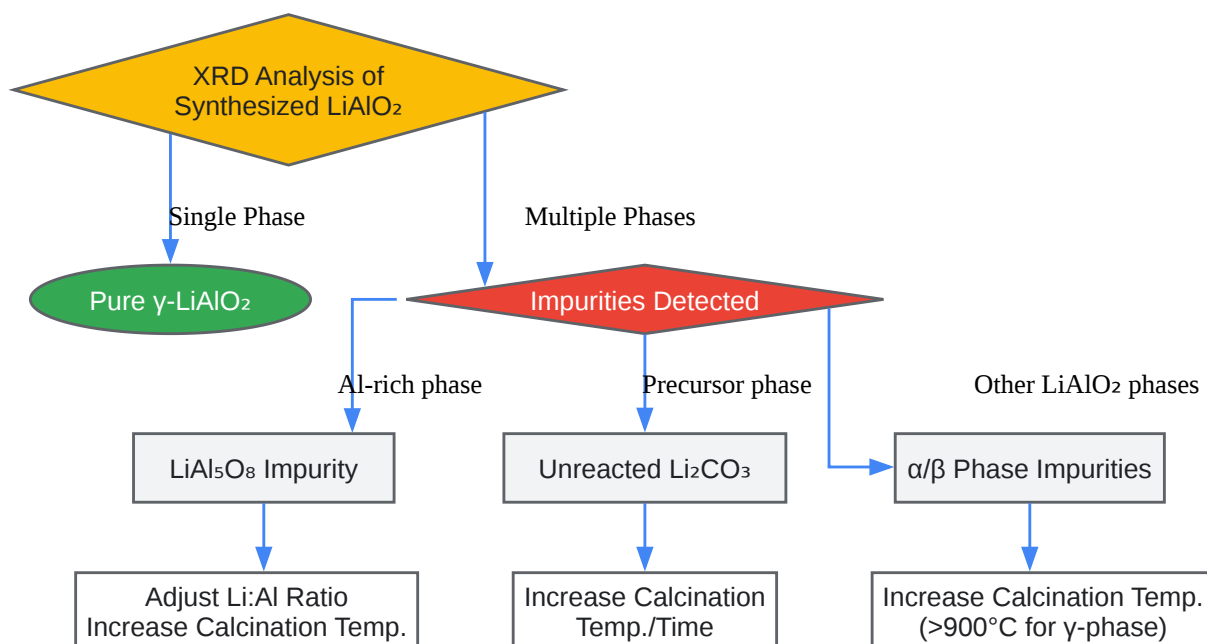 XRD Analysis of
Synthesized LiAlO₂
Single Phase
Multiple Phases
Pure γ-LiAlO₂
Impurities Detected
Al-rich phase
Precursor phase
Other LiAlO₂ phases
LiAl₅O₈ Impurity
Unreacted Li₂CO₃
α/β Phase Impurities
Adjust Li:Al Ratio
Increase Calcination Temp.
Increase Calcination
Temp./Time
Increase Calcination Temp.
(>900°C for γ-phase)